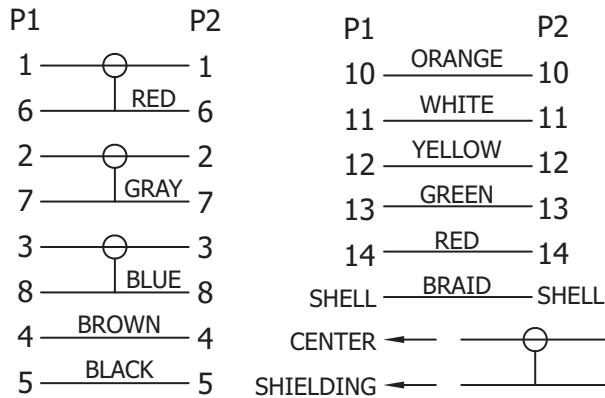 P1 P2
1 1
6 RED 6
2 2
7 GRAY 7
3 3
8 BLUE 8
4 BROWN 4
5 BLACK 5
P1 P2
10 ORANGE 10
11 WHITE 11
12 YELLOW 12
13 GREEN 13
14 RED 14
SHELL BRAID SHELL
CENTER
SHIELDING